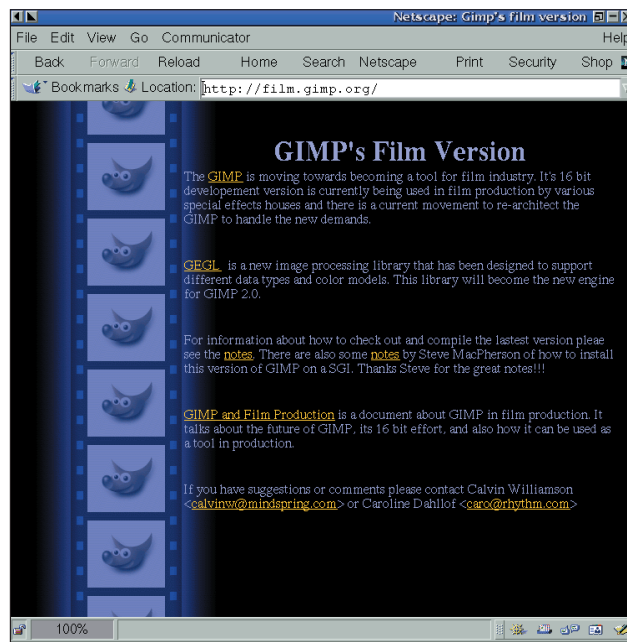 Netscape: Gimp's film version
File Edit View Go Communicator Help
Back Forward Reload Home Search Netscape Print Security Shop
Bookmarks Location: http://film.gimp.org/
GIMP's Film Version
The GIMP is moving towards becoming a tool for film industry. It's 16 bit
developement version is currently being used in film production by various
special effects houses and there is a current movement to re-architect the
GIMP to handle the new demands.
GEGL is a new image processing library that has been designed to support
different data types and color models. This library will become the new engine
for GIMP 2.0.
For information about how to check out and compile the lastest version pleae
see the notes. There are also some notes by Steve MacPherson of how to install
this version of GIMP on a SGI. Thanks Steve for the great notes!!!
GIMP and Film Production is a document about GIMP in film production. It
talks about the future of GIMP, its 16 bit effort, and also how it can be used as
a tool in production.
If you have suggestions or comments please contact Calvin Williamson
<calvinw@mindspring.com> or Caroline Dahllof <caro@rhythm.com>
100%